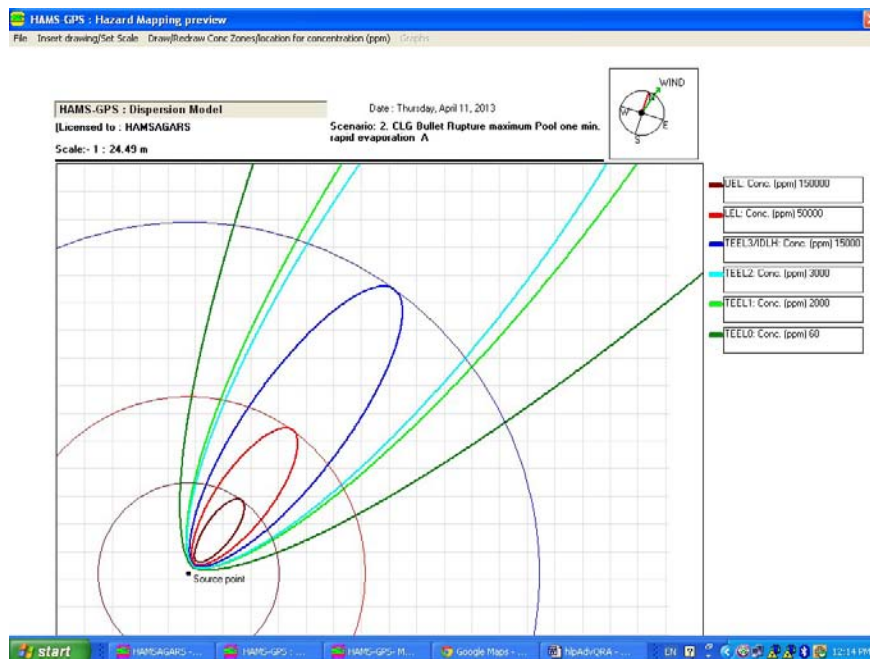 HAMS-GPS : Hazard Mapping preview
File Insert drawing/Set Scale Draw/Redraw Conc Zones/location for concentration (ppm) Graphs
WIND
N
W
E
S
HAMS-GPS : Dispersion Model
Date : Thursday, April 11, 2013
[Licensed to : HAMSAGARS
Scenario: 2. CLG Bullet Rupture maximum Pool one min.
rapid evaporation A
Scale:- 1 : 24.49 m
UEL: Conc. (ppm) 150000
LEL: Conc. (ppm) 50000
TEEL3/IDLH: Conc. (ppm) 15000
TEEL2: Conc. (ppm) 3000
TEEL1: Conc. (ppm) 2000
TEEL0: Conc. (ppm) 60
Source point
start HAMSAGARS -... HAMS-GPS : ... HAMS-GPS- M... Google Maps - ... hlpAdvQRA - ... EN 12:14 PM